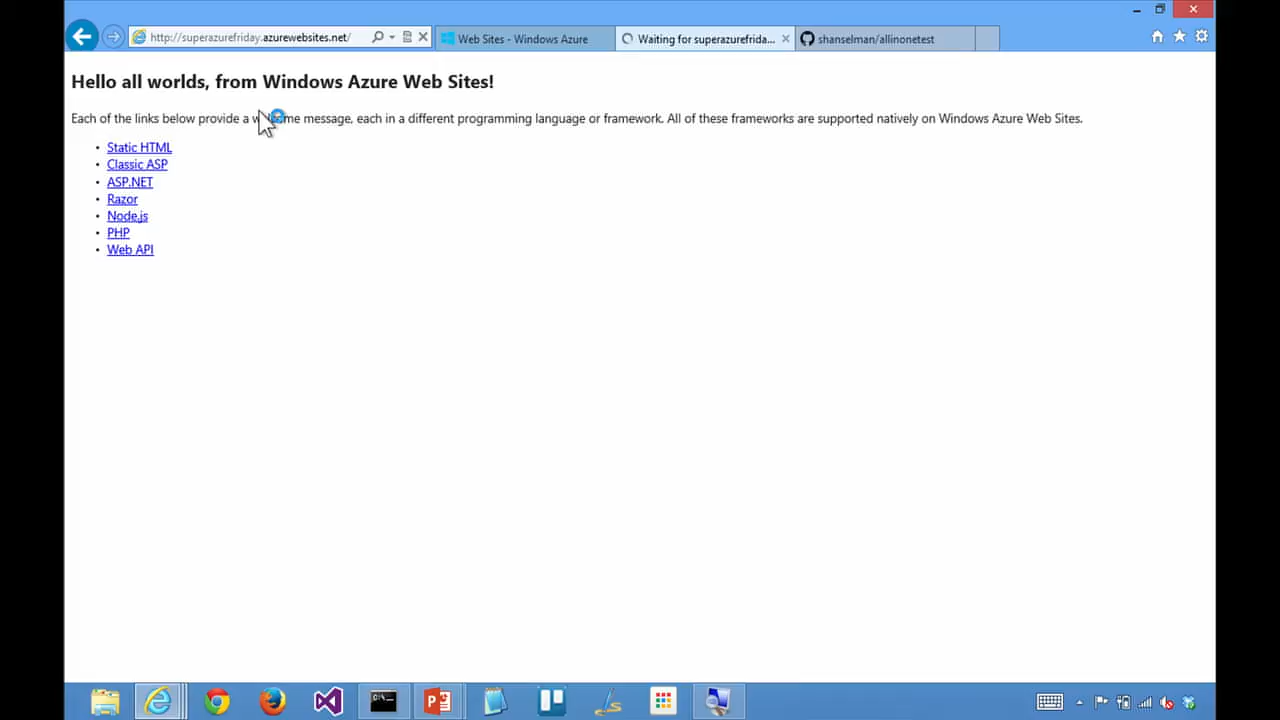 http://superazurefriday.azurewebsites.net/
Web Sites - Windows Azure
Waiting for superazurefrida...
shanselman/allinonetest
Hello all worlds, from Windows Azure Web Sites!
Each of the links below provide a welcome message, each in a different programming language or framework. All of these frameworks are supported natively on Windows Azure Web Sites.
Static HTML
Classic ASP
ASP.NET
Razor
Node.js
PHP
Web API